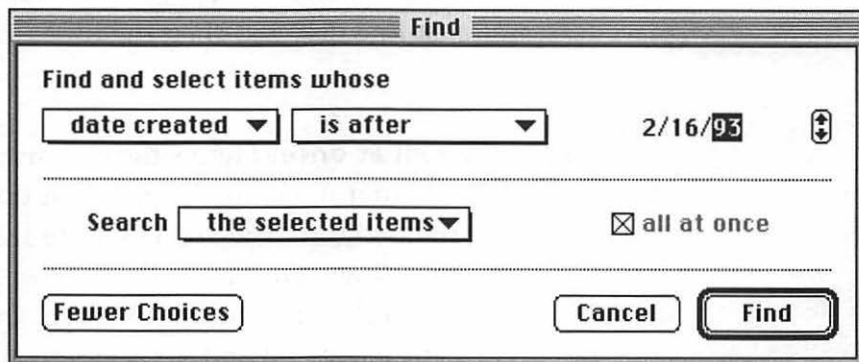 Find
Find and select items whose
date created is after 2/16/93
Search the selected items all at once
Fewer Choices Cancel Find